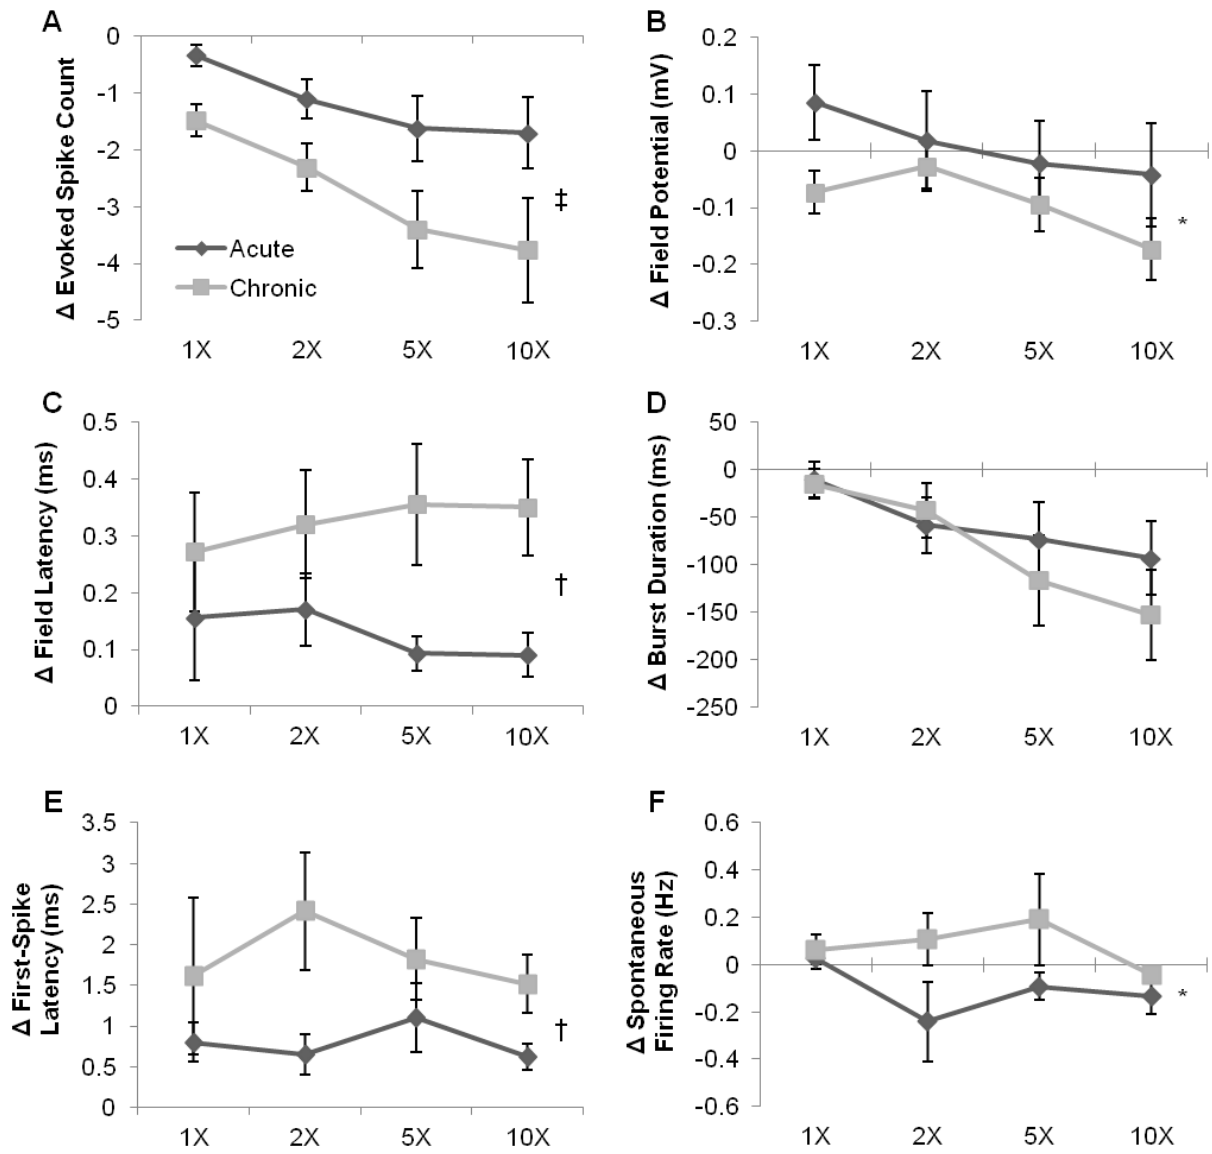 A
Δ Evoked Spike Count
0
-1
-2
-3
-4
-5
Acute
Chronic
‡
1X 2X 5X 10X
B
Δ Field Potential (mV)
0.2
0.1
0
-0.1
-0.2
-0.3
*
1X 2X 5X 10X
C
Δ Field Latency (ms)
0.5
0.4
0.3
0.2
0.1
0
†
1X 2X 5X 10X
D
Δ Burst Duration (ms)
50
0
-50
-100
-150
-200
-250
1X 2X 5X 10X
E
Δ First-Spike
Latency (ms)
3.5
3
2.5
2
1.5
1
0.5
0
†
1X 2X 5X 10X
F
Δ Spontaneous
Firing Rate (Hz)
0.6
0.4
0.2
0
-0.2
-0.4
-0.6
*
1X 2X 5X 10X